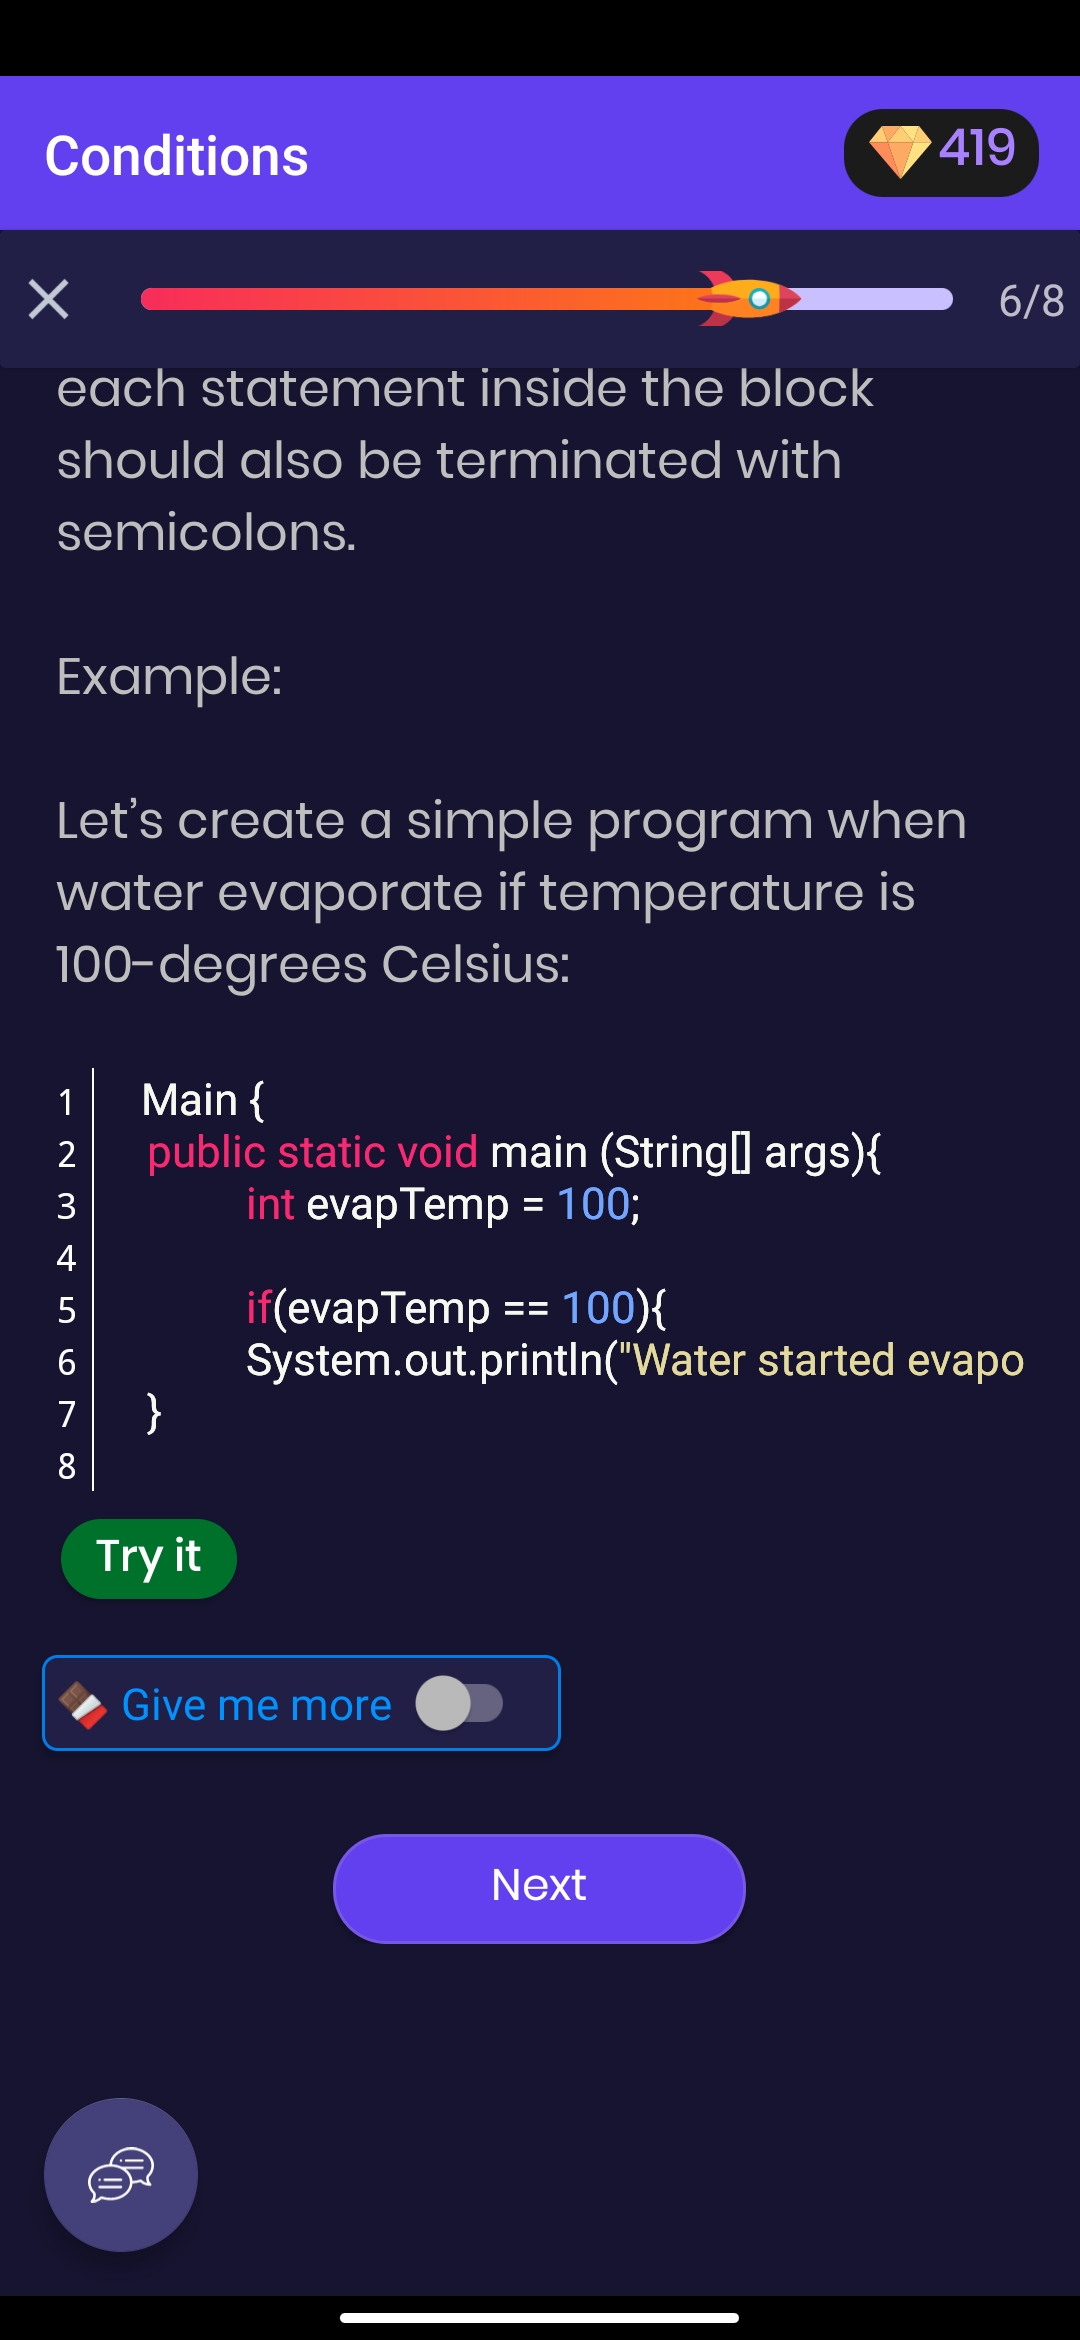 Conditions
419
6/8
each statement inside the block
should also be terminated with
semicolons.
Example:
Let's create a simple program when
water evaporate if temperature is
100-degrees Celsius:
1 Main {
2 public static void main (String[] args){
3 int evapTemp = 100;
4
5 if(evapTemp == 100){
6 System.out.println("Water started evapo
7 }
8
Try it
Give me more
Next